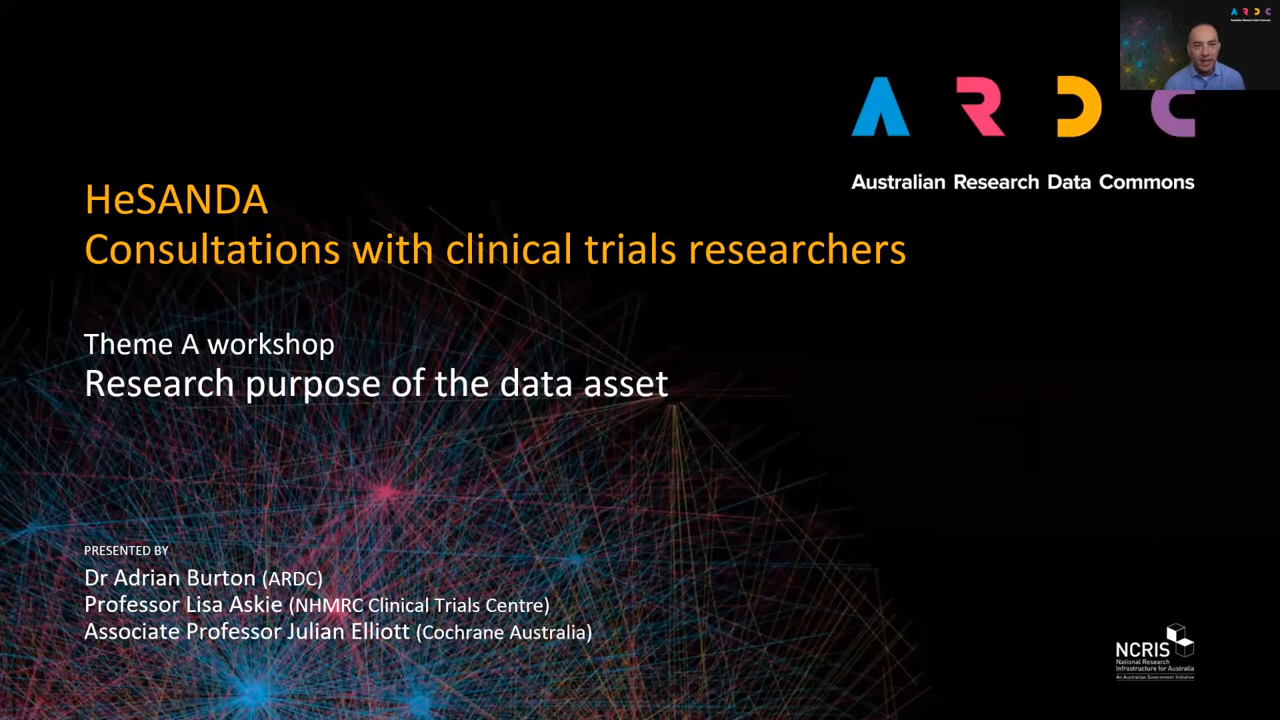 A R D C
A R D C
Australian Research Data Commons
HeSANDA
Consultations with clinical trials researchers
Theme A workshop
Research purpose of the data asset
PRESENTED BY
Dr Adrian Burton (ARDC)
Professor Lisa Askie (NHMRC Clinical Trials Centre)
Associate Professor Julian Elliott (Cochrane Australia)
NCRIS
National Research
Infrastructure for Australia
An Australian Government Initiative